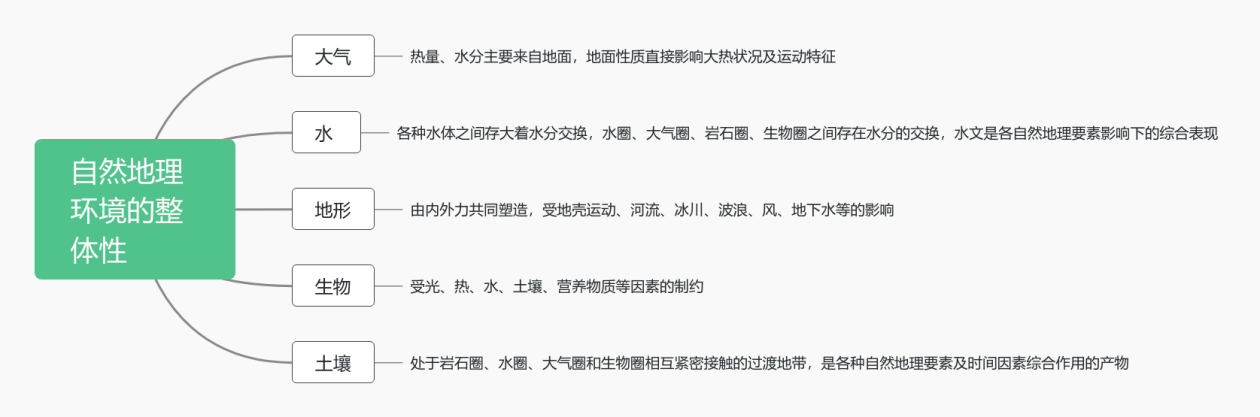 自然地理
环境的整
体性
大气
热量、水分主要来自地面，地面性质直接影响大热状况及运动特征
水
各种水体之间存大着水分交换，水圈、大气圈、岩石圈、生物圈之间存在水分的交换，水文是各自然地理要素影响下的综合表现
地形
由内外力共同塑造，受地壳运动、河流、冰川、波浪、风、地下水等的影响
生物
受光、热、水、土壤、营养物质等因素的制约
土壤
处于岩石圈、水圈、大气圈和生物圈相互紧密接触的过渡地带，是各种自然地理要素及时间因素综合作用的产物